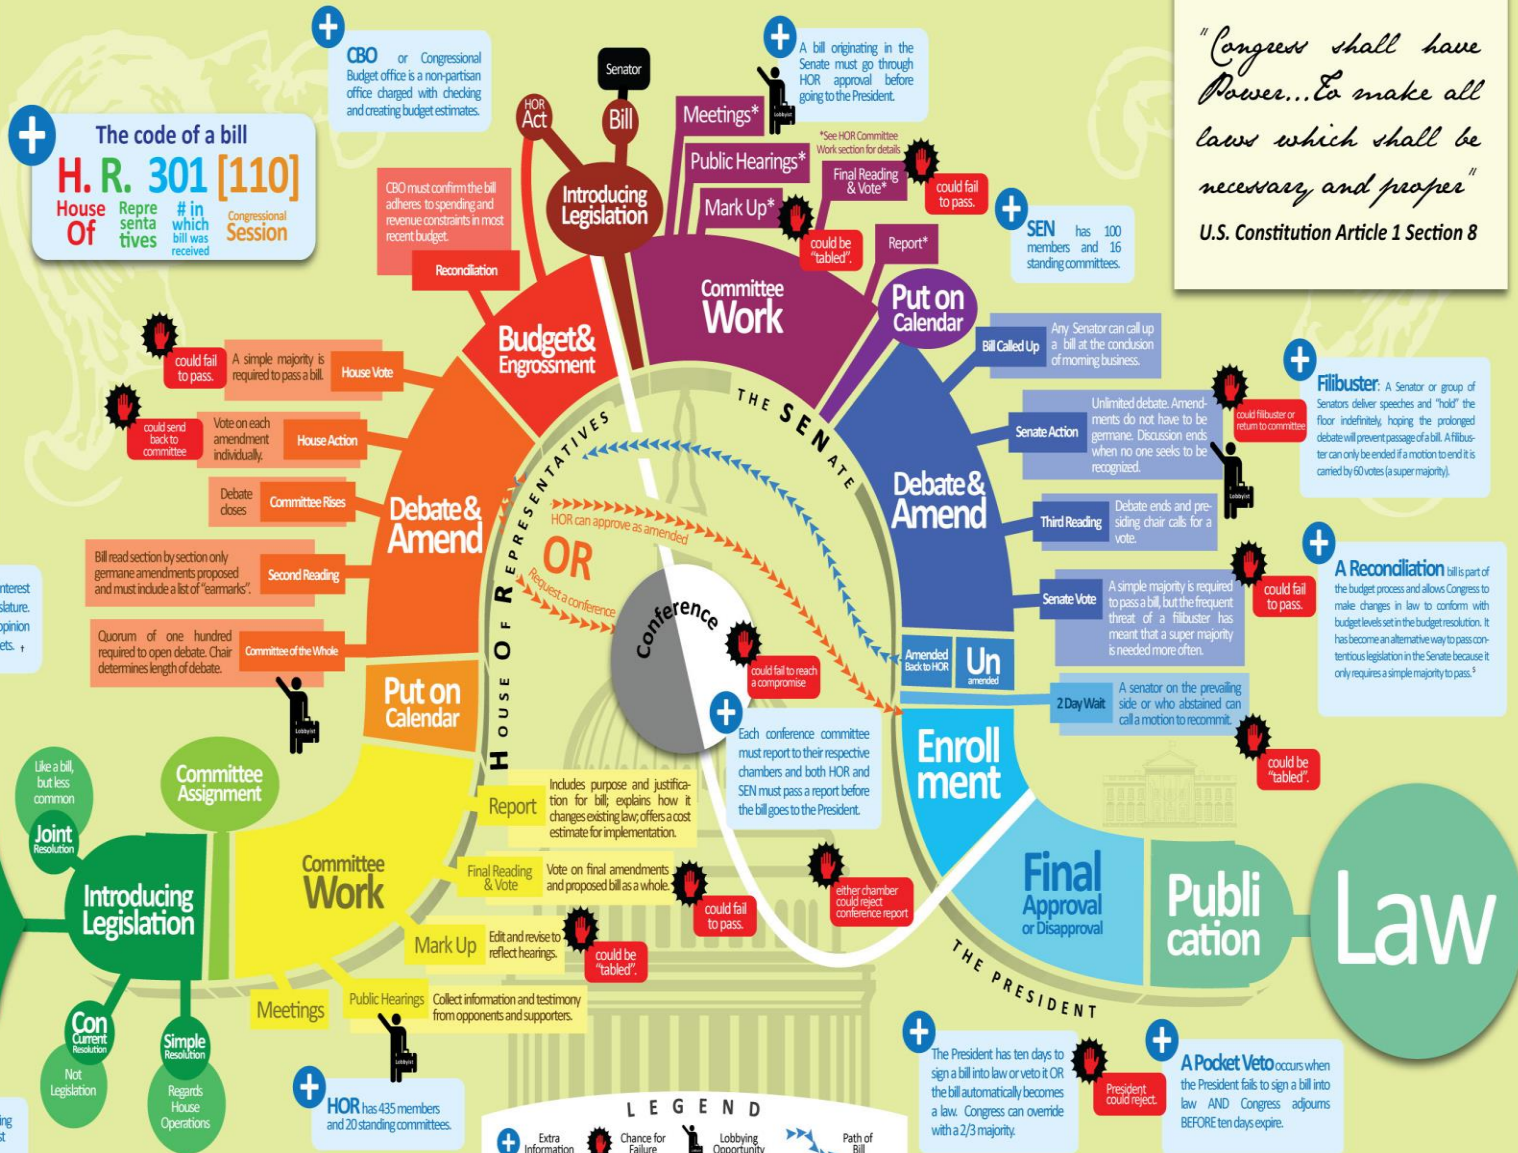 The code of a bill
H. R. 301 [110]
House Of
Repre
senta
tives
# in
which
bill was
received
Congressional
Session
CBO or Congressional
Budget office is a non-partisan
office charged with checking
and creating budget estimates.
Senator
HOR
Act
Bill
Introducing
Legislation
A bill originating in the
Senate must go through
HOR approval before
going to the President.
Lobbyist
"Congress shall have
Power...To make all
laws which shall be
necessary and proper"
U.S. Constitution Article 1 Section 8
Meetings*
Public Hearings*
Mark Up*
could be
"tabled".
*See HOR Committee
Work section for details
Final Reading
& Vote*
could fail
to pass.
Report*
SEN has 100
members and 16
standing committees.
Committee
Work
Put on
Calendar
CBO must confirm the bill
adheres to spending and
revenue constraints in most
recent budget.
Reconciliation
Budget&
Engrossment
could fail
to pass.
A simple majority is
required to pass a bill.
House Vote
could send
back to
committee
Vote on each
amendment
individually.
House Action
Debate
closes
Committee Rises
Debate &
Amend
Bill read section by section only
germane amendments proposed
and must include a list of "earmarks".
Second Reading
Quorum of one hundred
required to open debate. Chair
determines length of debate.
Committee of the Whole
Lobbyist
nterest
slature.
opinion
ets. †
Put on
Calendar
HOUSE OF REPRESENTATIVES
THE SENATE
HOR can approve as amended
OR
Request a conference
Conference
could fail to reach
a compromise
Each conference committee
must report to their respective
chambers and both HOR and
SEN must pass a report before
the bill goes to the President.
either chamber
could reject
conference report
Bill Called Up
Any Senator can call up
a bill at the conclusion
of morning business.
Senate Action
Unlimited debate. Amend-
ments do not have to be
germane. Discussion ends
when no one seeks to be
recognized.
could filibuster or
return to committee
Lobbyist
Filibuster: A Senator or group of
Senators deliver speeches and "hold" the
floor indefinitely, hoping the prolonged
debate will prevent passage of a bill. A filibus-
ter can only be ended if a motion to end it is
carried by 60 votes (a super majority).
Debate &
Amend
Third Reading
Debate ends and pre-
siding chair calls for a
vote.
Senate Vote
A simple majority is required
to pass a bill, but the frequent
threat of a filibuster has
meant that a super majority
is needed more often.
could fail
to pass.
A Reconciliation bill is part of
the budget process and allows Congress to
make changes in law to conform with
budget levels set in the budget resolution. It
has become an alternative way to pass con-
tentious legislation in the Senate because it
only requires a simple majority to pass.§
Amended
Back to HOR
Un
amended
2 Day Wait
A senator on the prevailing
side or who abstained can
call a motion to recommit.
could be
"tabled".
Enroll
ment
Final
Approval
or Disapproval
Publi
cation
Law
THE PRESIDENT
Like a bill,
but less
common
Joint
Resolution
Committee
Assignment
Introducing
Legislation
Con
Current
Resolution
Not
Legislation
Simple
Resolution
Regards
House
Operations
Committee
Work
Report
Includes purpose and justifica-
tion for bill; explains how it
changes existing law; offers a cost
estimate for implementation.
Final Reading
& Vote
Vote on final amendments
and proposed bill as a whole.
could fail
to pass.
Mark Up
Edit and revise to
reflect hearings.
could be
"tabled".
Public Hearings
Collect information and testimony
from opponents and supporters.
Meetings
Lobbyist
HOR has 435 members
and 20 standing committees.
ing
st
The President has ten days to
sign a bill into law or veto it OR
the bill automatically becomes
a law. Congress can override
with a 2/3 majority.
President
could reject.
A Pocket Veto occurs when
the President fails to sign a bill into
law AND Congress adjourns
BEFORE ten days expire.
LEGEND
Extra
Information
Chance for
Failure
Lobbying
Opportunity
Path of
Bill